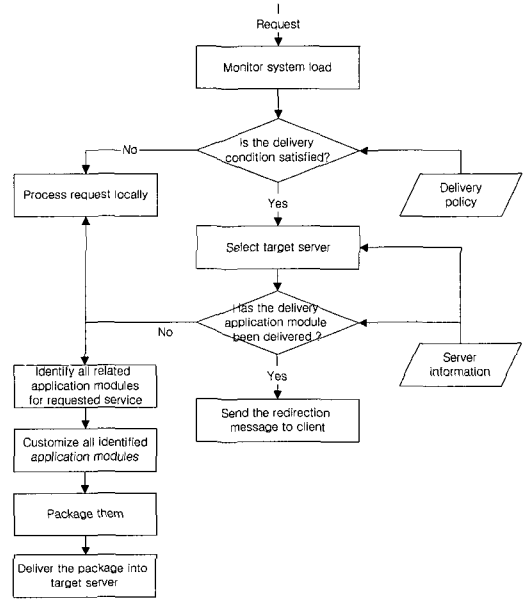 Request
Monitor system load
Is the delivery
condition satisfied?
No
Process request locally
Delivery
policy
Yes
Select target server
Has the delivery
application module
been delivered ?
No
Server
information
Identify all related
application modules
for requested service
Yes
Send the redirection
message to client
Customize all identified
application modules
Package them
Deliver the package into
target server